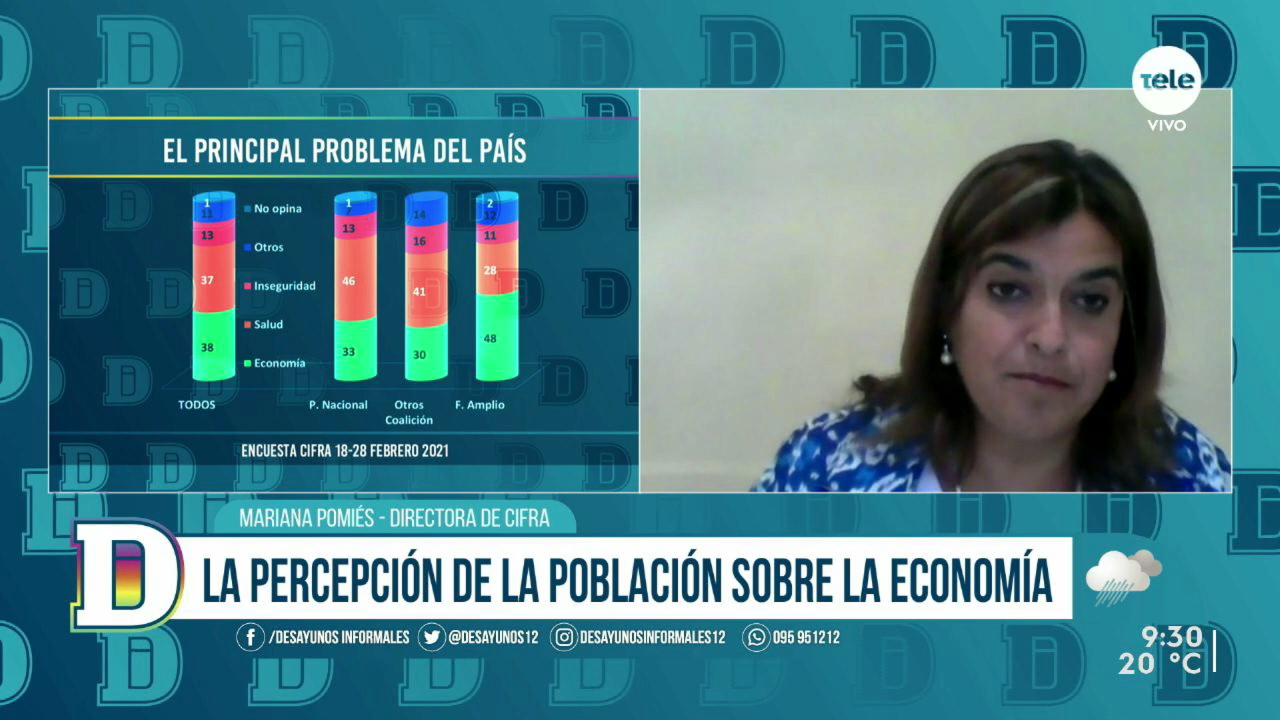 Tele
VIVO
EL PRINCIPAL PROBLEMA DEL PAÍS
1 11 13 37 38
No opina
Otros
Inseguridad
Salud
Economía
1 7 13 46 33
14 16 41 30
2 12 11 28 48
TODOS
P. Nacional
Otros
Coalición
F. Amplio
ENCUESTA CIFRA 18-28 FEBRERO 2021
MARIANA POMIÉS - DIRECTORA DE CIFRA
D LA PERCEPCIÓN DE LA POBLACIÓN SOBRE LA ECONOMÍA
/DESAYUNOS INFORMALES @DESAYUNOS12 DESAYUNOSINFORMALES12 095 951212
9:30
20 °C